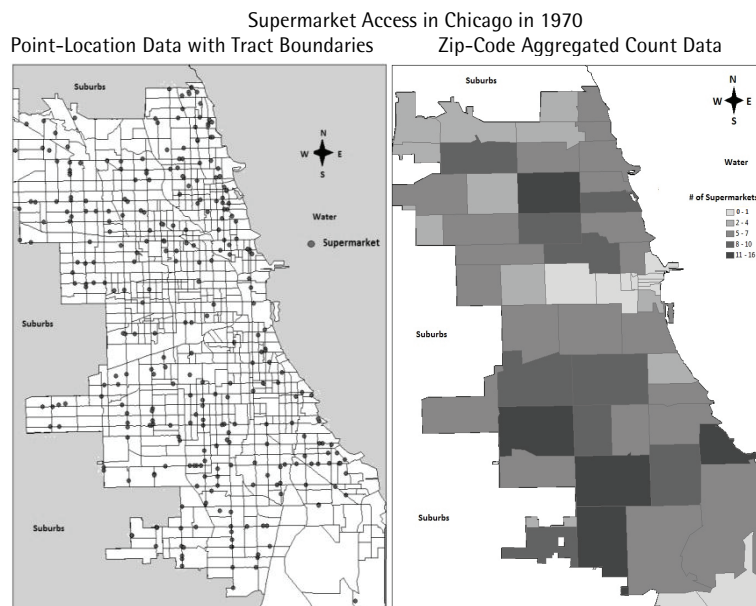 Supermarket Access in Chicago in 1970
Point-Location Data with Tract Boundaries
Zip-Code Aggregated Count Data
Suburbs
N
W E
S
Water
Supermarket
Suburbs
Suburbs
Suburbs
N
W E
S
Water
# of Supermarkets
0 - 1
2 - 4
5 - 7
8 - 10
11 - 16
Suburbs
Suburbs